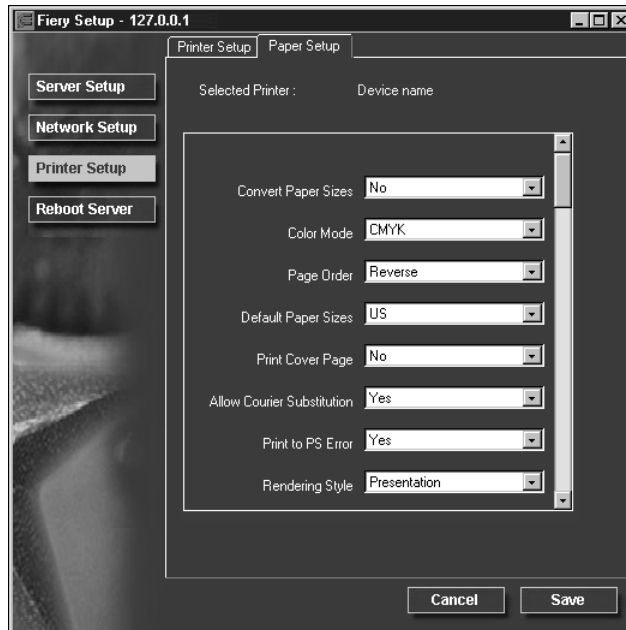 Fiery Setup - 127.0.0.1
Printer Setup Paper Setup
Server Setup
Network Setup
Printer Setup
Reboot Server
Selected Printer : Device name
Convert Paper Sizes No
Color Mode CMYK
Page Order Reverse
Default Paper Sizes US
Print Cover Page No
Allow Courier Substitution Yes
Print to PS Error Yes
Rendering Style Presentation
Cancel Save